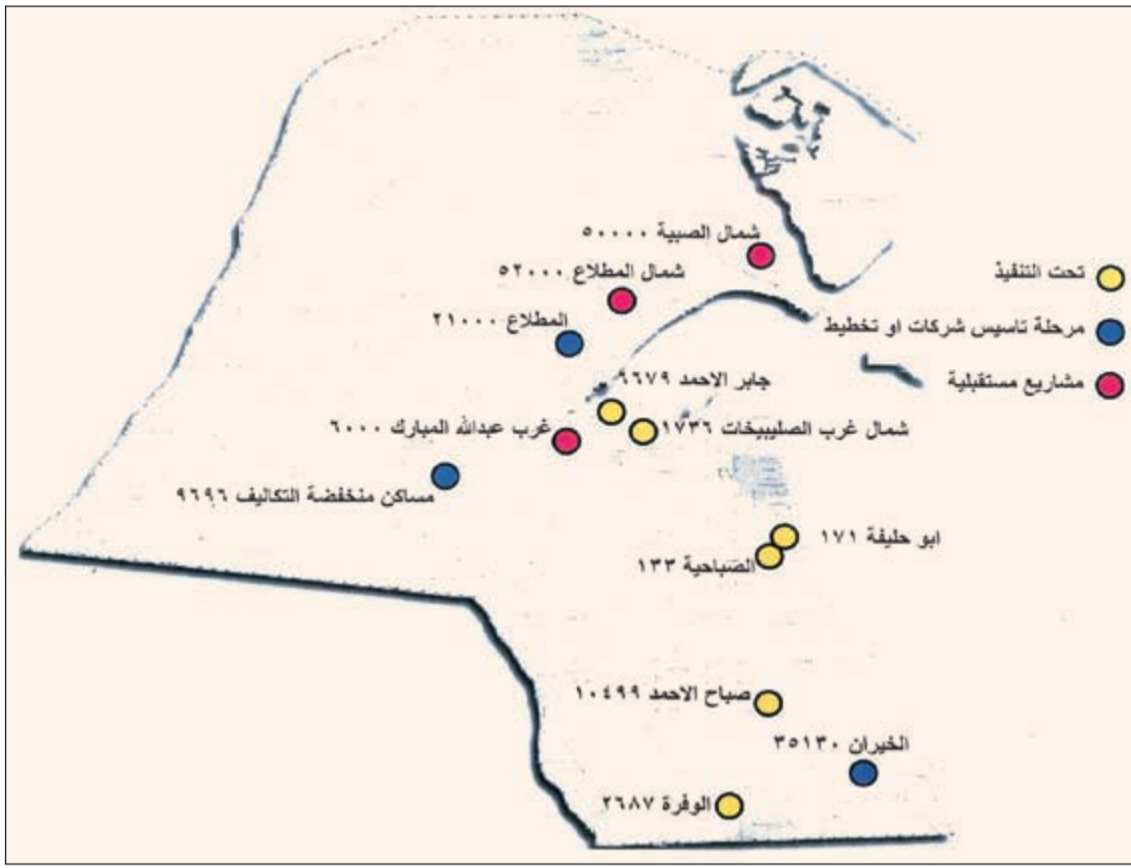 شمال الصبية ٥٠٠٠٠
شمال المطلاع ٥٢٠٠٠
المطلاع ٢١٠٠٠
جابر الاحمد ٩٦٧٩
شمال غرب الصليبيخات ١٧٣٦
غرب عبدالله المبارك ٦٠٠٠
مساكن منخفضة التكاليف ٩٦٩٦
ابو حليفة ١٧١
الصباحية ١٣٣
صباح الاحمد ١٠٤٩٩
الخيران ٣٥١٣٠
الوفرة ٢٦٨٧
تحت التنفيذ
مرحلة تاسيس شركات او تخطيط
مشاريع مستقبلية